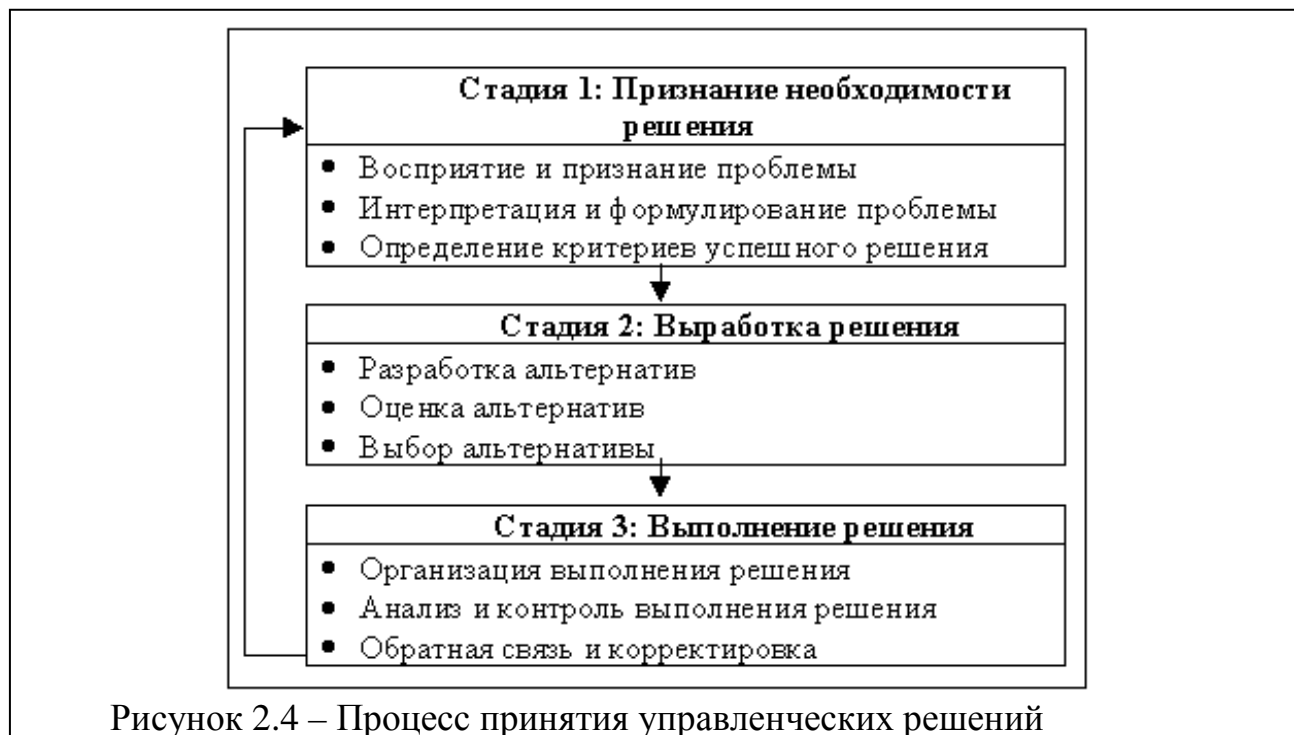 Стадия 1: Признание необходимости
решения
• Восприятие и признание проблемы
• Интерпретация и формулирование проблемы
• Определение критериев успешного решения
Стадия 2: Выработка решения
• Разработка альтернатив
• Оценка альтернатив
• Выбор альтернативы
Стадия 3: Выполнение решения
• Организация выполнения решения
• Анализ и контроль выполнения решения
• Обратная связь и корректировка
Рисунок 2.4 – Процесс принятия управленческих решений